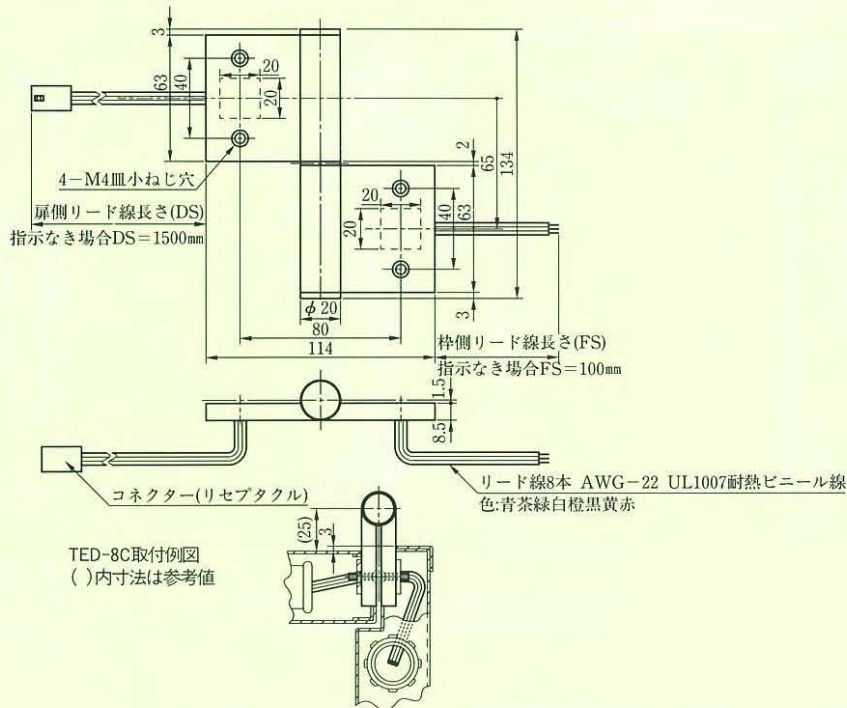 3
63
40
20
20
4-M4皿小ねじ穴
扉側リード線長さ(DS)
指示なき場合DS=1500mm
2
65
134
20
20
40
63
3
φ20
80
114
枠側リード線長さ(FS)
指示なき場合FS=100mm
1.5
8.5
コネクター(リセプタクル)
リード線8本 AWG-22 UL1007耐熱ビニール線
色:青茶緑白橙黒黄赤
(25)
3
TED-8C取付例図
( )内寸法は参考値